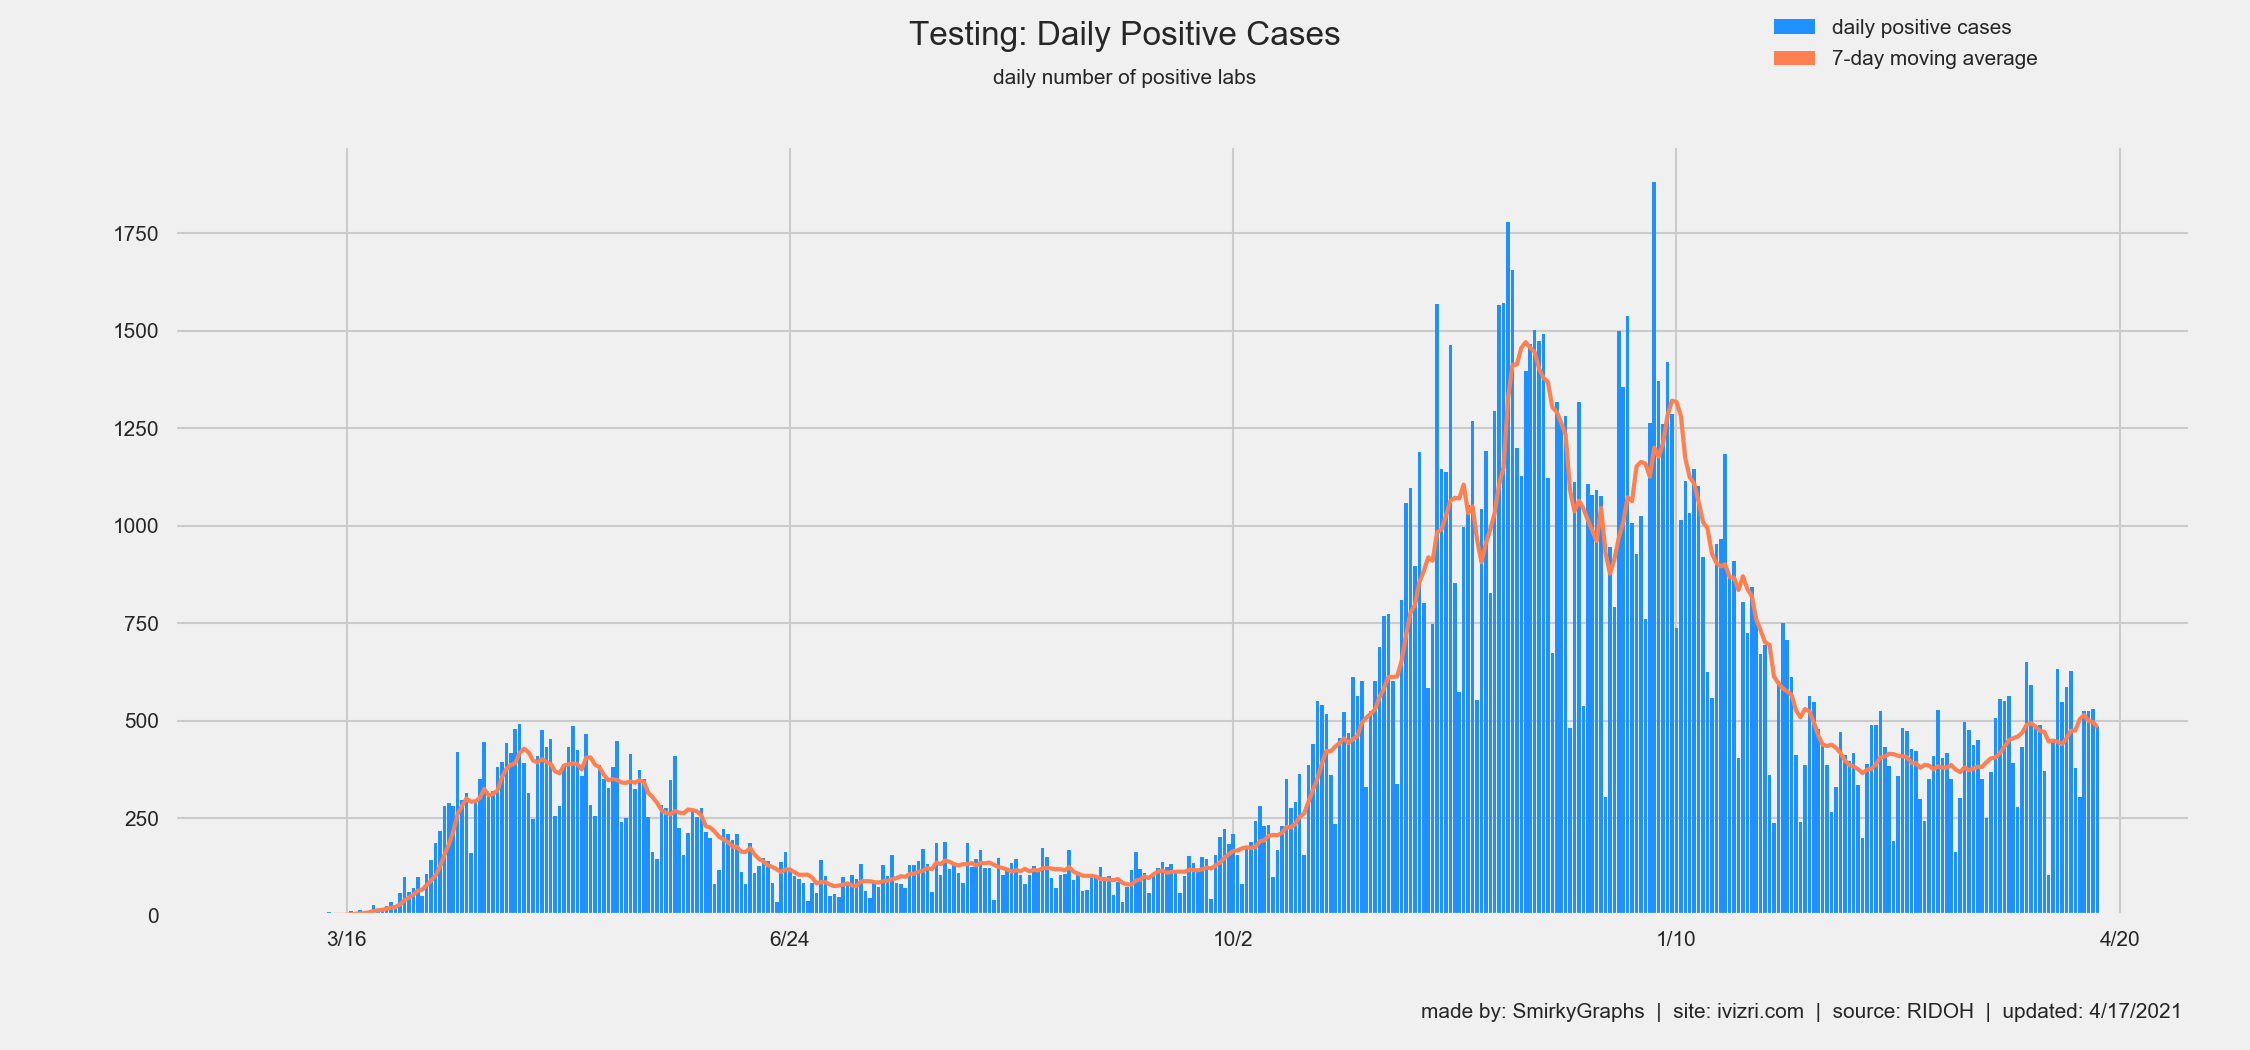 Testing: Daily Positive Cases
daily number of positive labs
daily positive cases
7-day moving average
1750
1500
1250
1000
750
500
250
0
3/16 6/24 10/2 1/10 4/20
made by: SmirkyGraphs | site: ivizri.com | source: RIDOH | updated: 4/17/2021